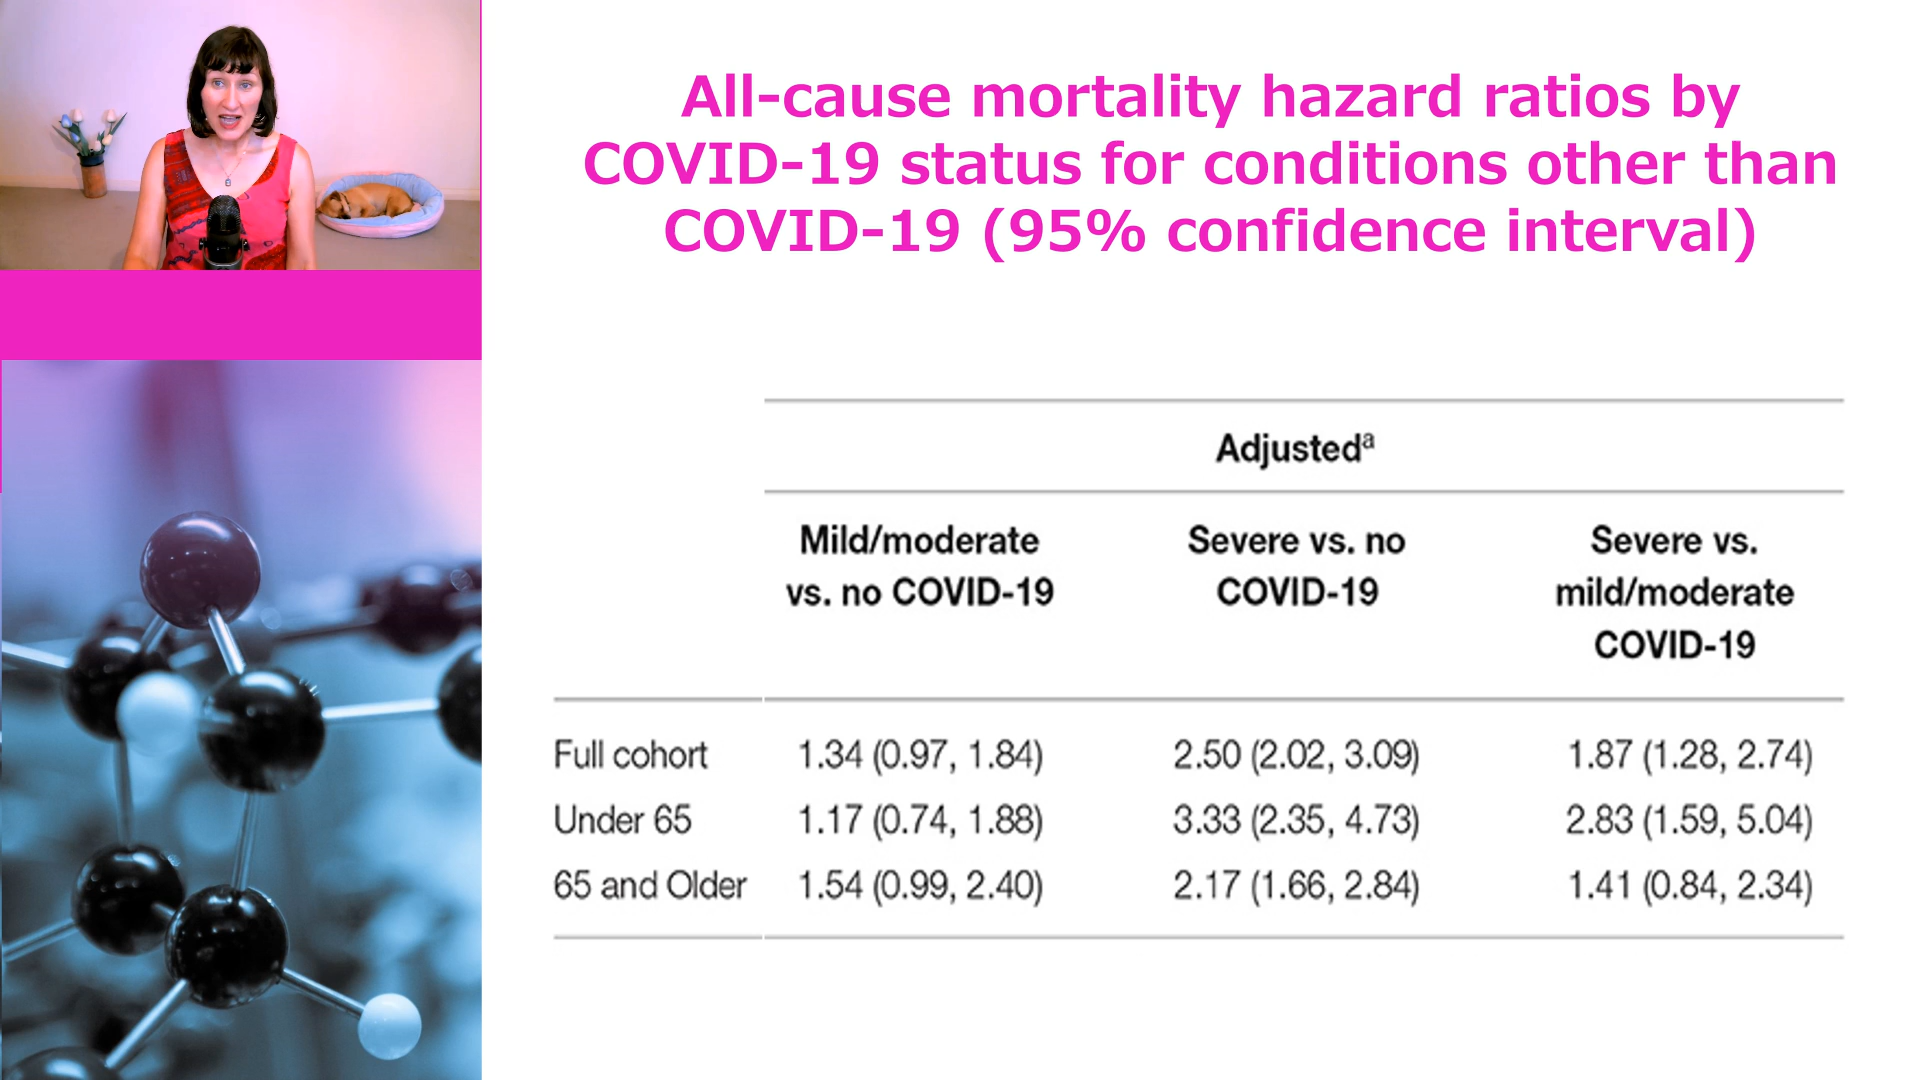 All-cause mortality hazard ratios by
COVID-19 status for conditions other than
COVID-19 (95% confidence interval)
Adjustedᵃ
Mild/moderate
vs. no COVID-19
Severe vs. no
COVID-19
Severe vs.
mild/moderate
COVID-19
Full cohort 1.34 (0.97, 1.84) 2.50 (2.02, 3.09) 1.87 (1.28, 2.74)
Under 65 1.17 (0.74, 1.88) 3.33 (2.35, 4.73) 2.83 (1.59, 5.04)
65 and Older 1.54 (0.99, 2.40) 2.17 (1.66, 2.84) 1.41 (0.84, 2.34)